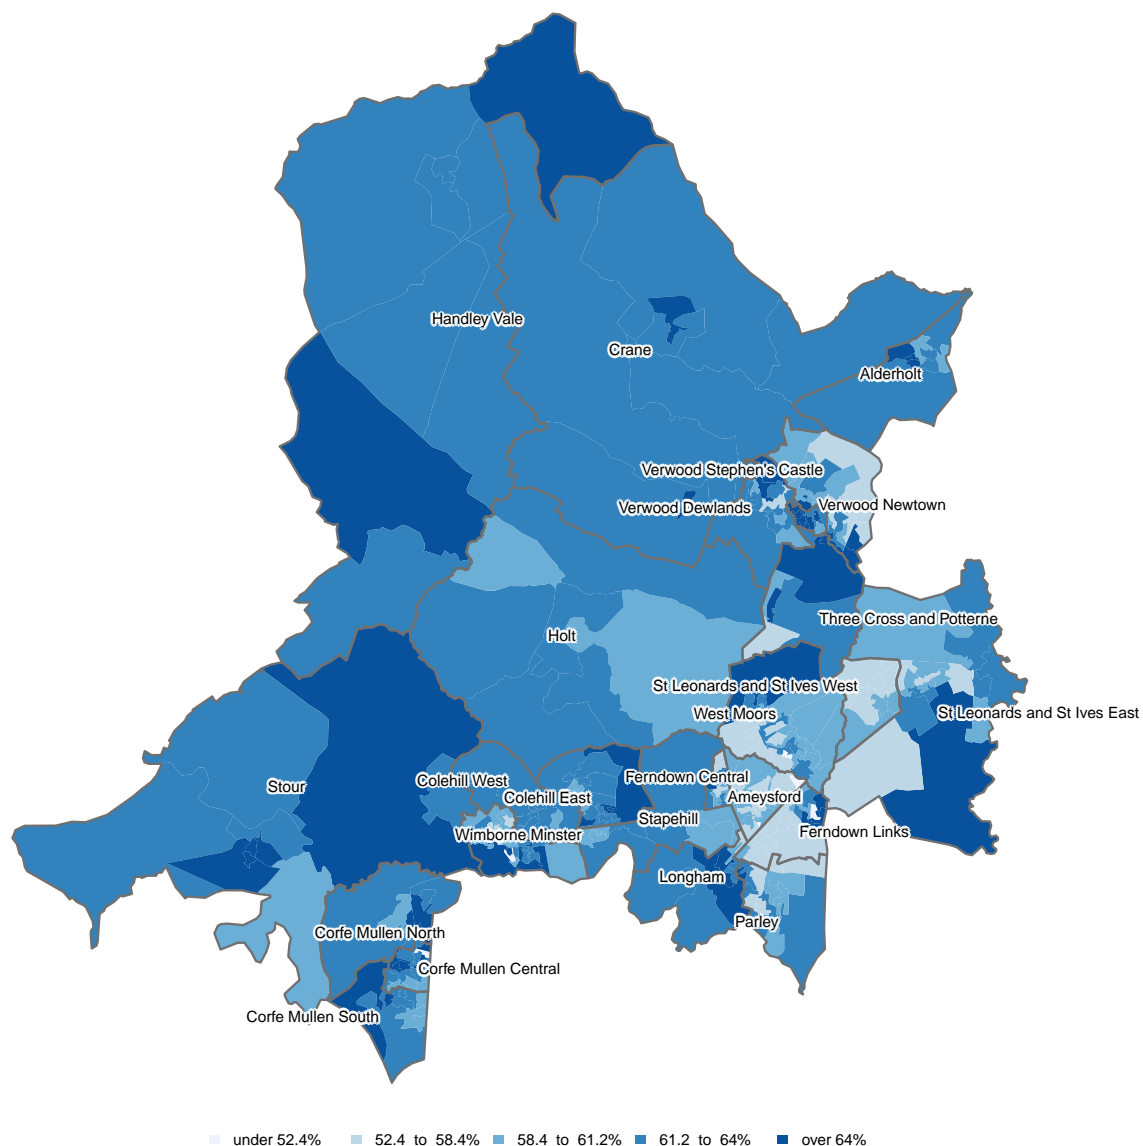 Handley Vale
Crane
Alderholt
Verwood Stephen's Castle
Verwood Dewlands
Verwood Newtown
Three Cross and Potterne
Holt
St Leonards and St Ives West
West Moors
St Leonards and St Ives East
Colehill West
Ferndown Central
Stour
Colehill East
Ameysford
Stapehill
Wimborne Minster
Ferndown Links
Longham
Parley
Corfe Mullen North
Corfe Mullen Central
Corfe Mullen South
under 52.4% 52.4 to 58.4% 58.4 to 61.2% 61.2 to 64% over 64%